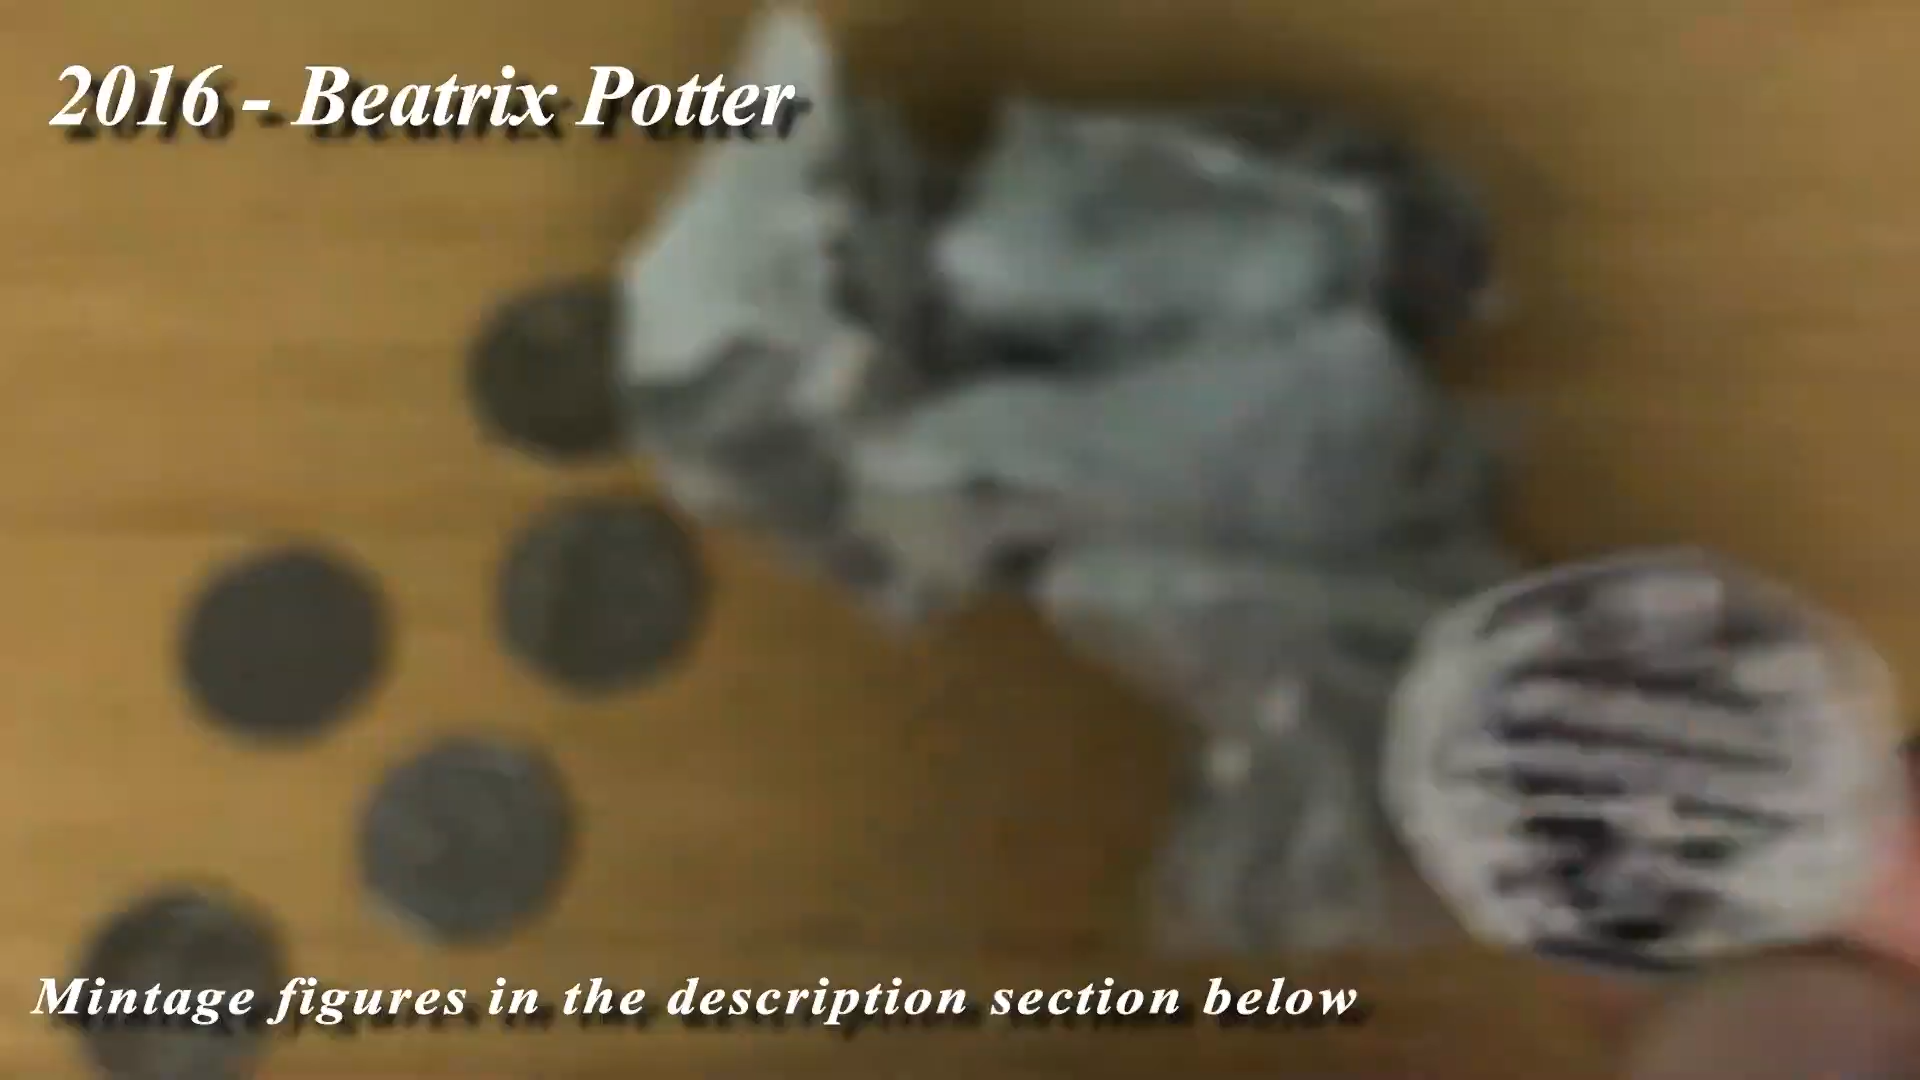 2016 - Beatrix Potter
Mintage figures in the description section below